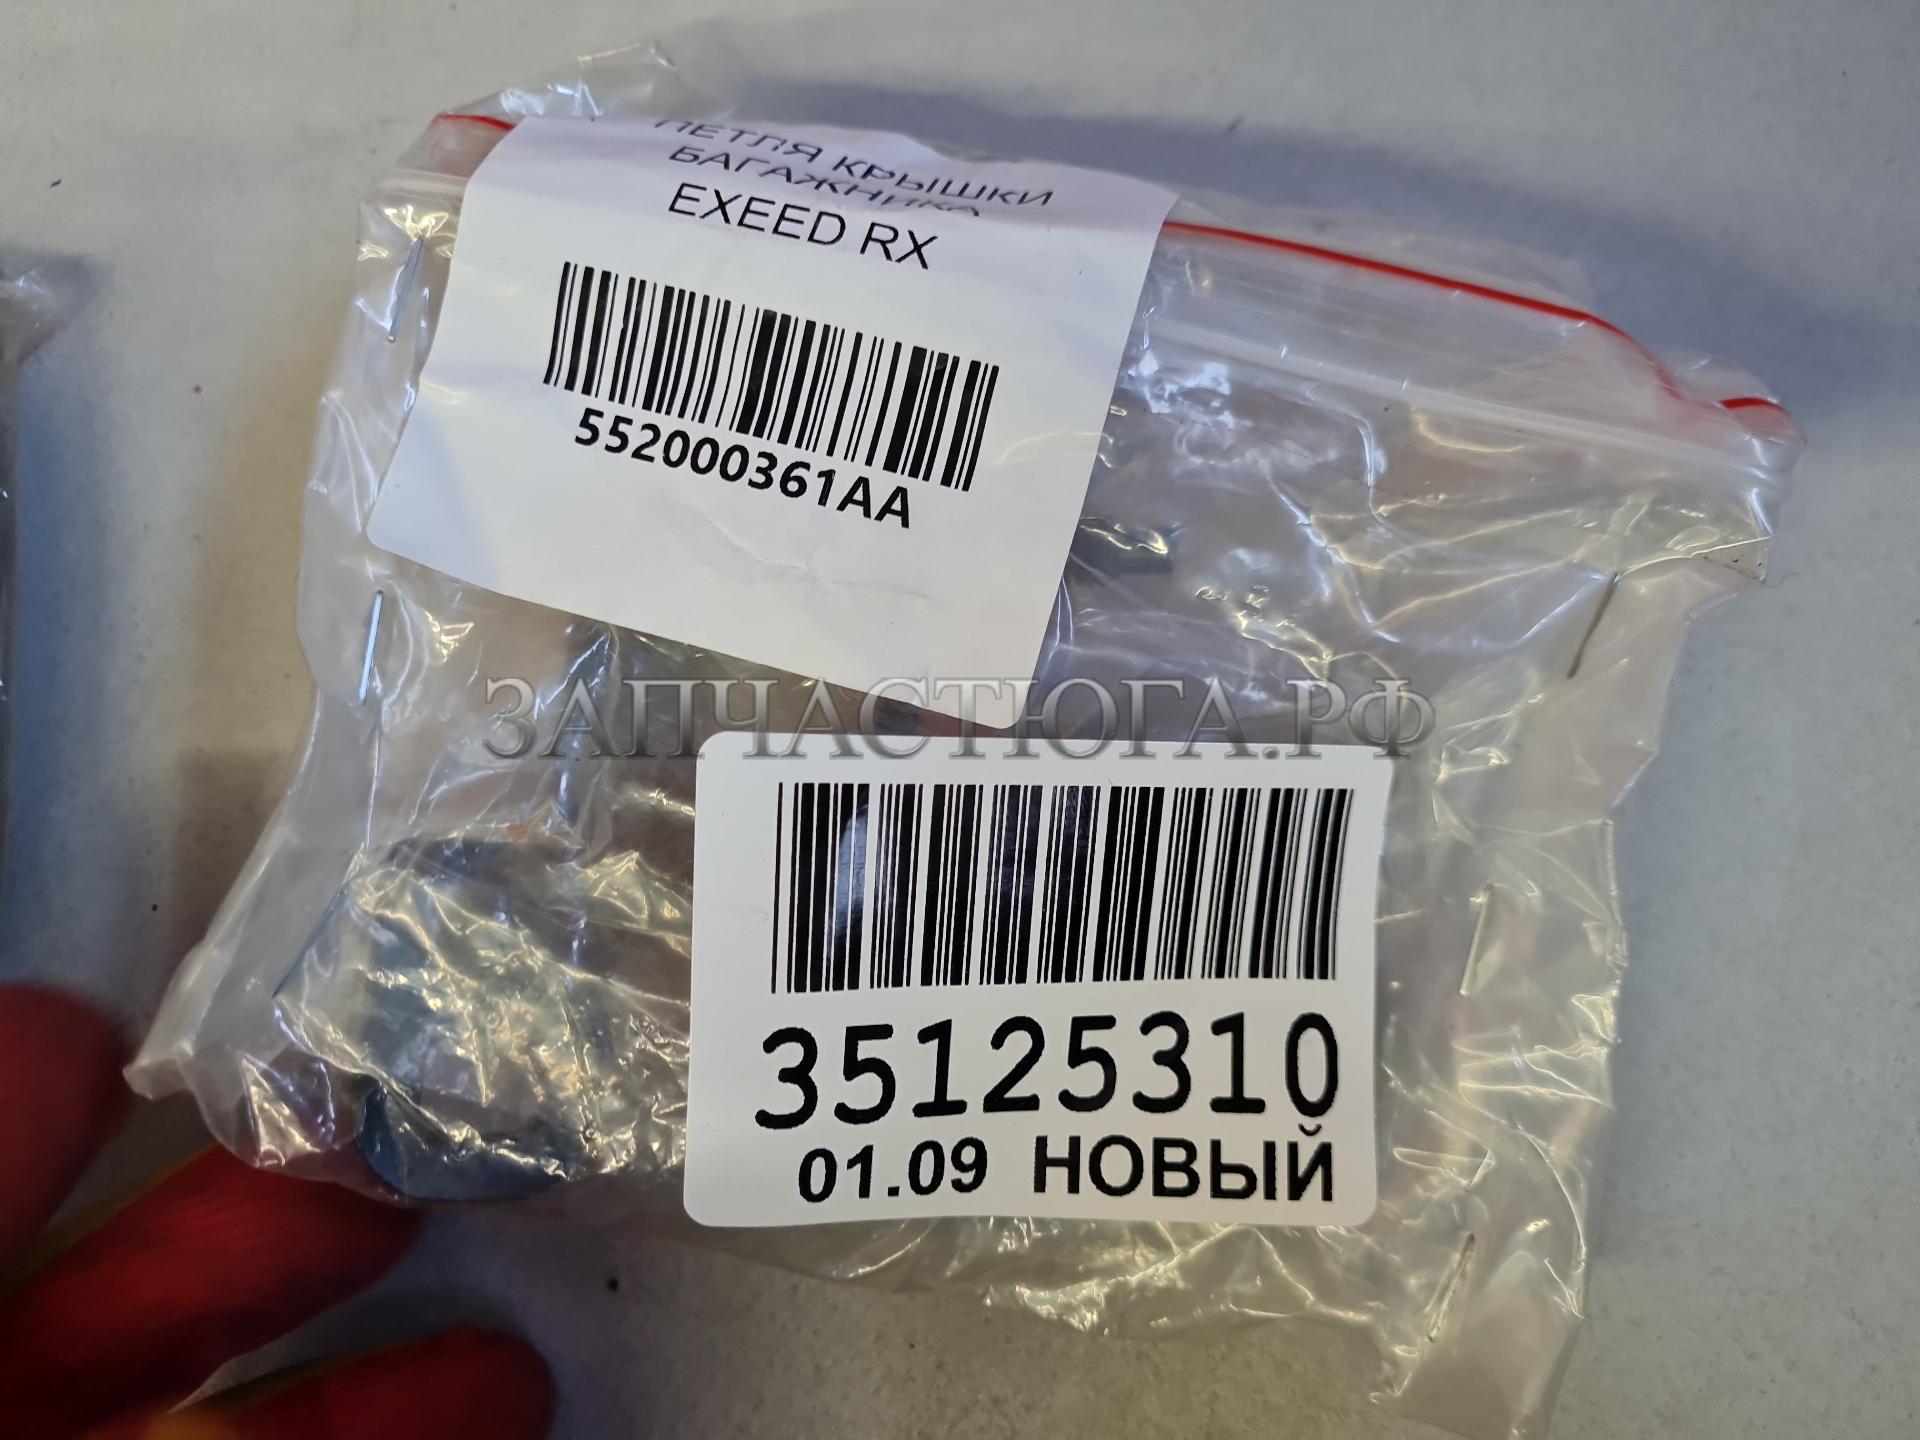 ПЕТЛЯ КРЫШКИ
БАГАЖНИКА
EXEED RX
552000361AA
ЗАПЧАСТЮГА.РФ
35125310
01.09 НОВЫЙ